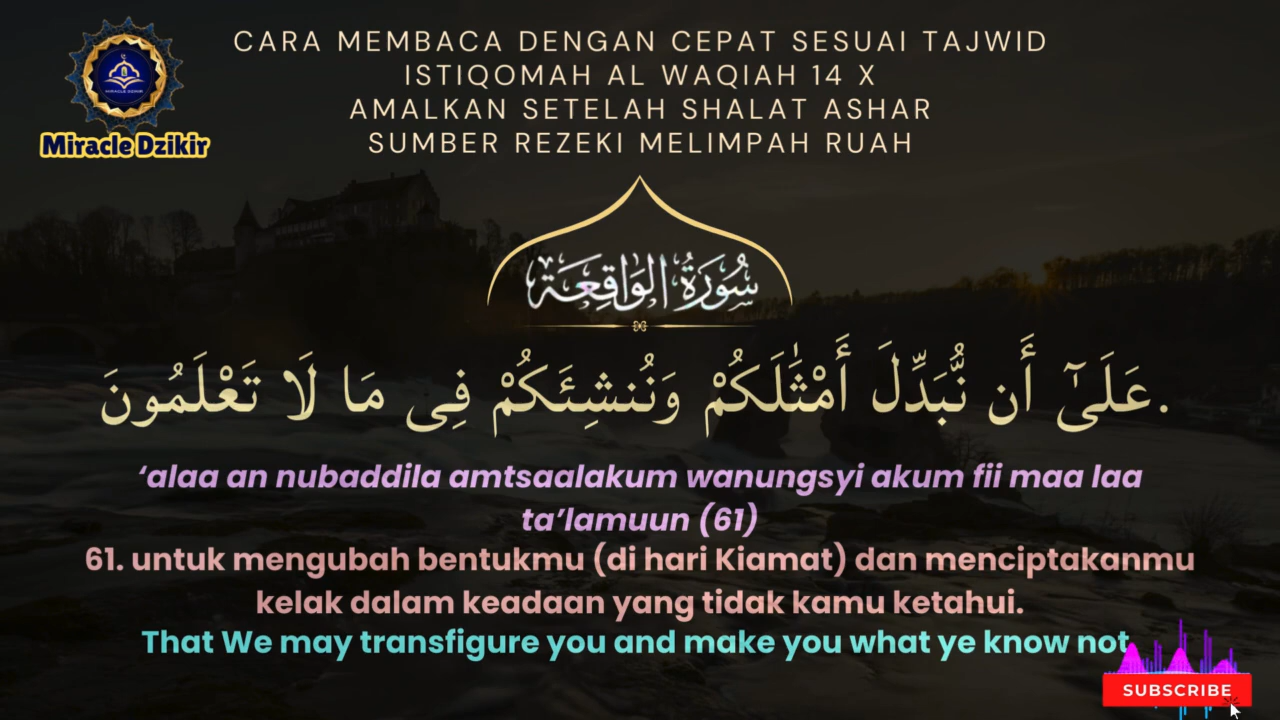 CARA MEMBACA DENGAN CEPAT SESUAI TAJWID
ISTIQOMAH AL WAQIAH 14 X
AMALKAN SETELAH SHALAT ASHAR
SUMBER REZEKI MELIMPAH RUAH
MIRACLE DZIKIR
Miracle Dzikir
سُوْرَةُ الْوَاقِعَة
عَلَىٰٓ أَن نُّبَدِّلَ أَمْثَٰلَكُمْ وَنُنشِئَكُمْ فِى مَا لَا تَعْلَمُونَ.
‘alaa an nubaddila amtsaalakum wanungsyi akum fii maa laa
ta’lamuun (61)
61. untuk mengubah bentukmu (di hari Kiamat) dan menciptakanmu
kelak dalam keadaan yang tidak kamu ketahui.
That We may transfigure you and make you what ye know not.
SUBSCRIBE